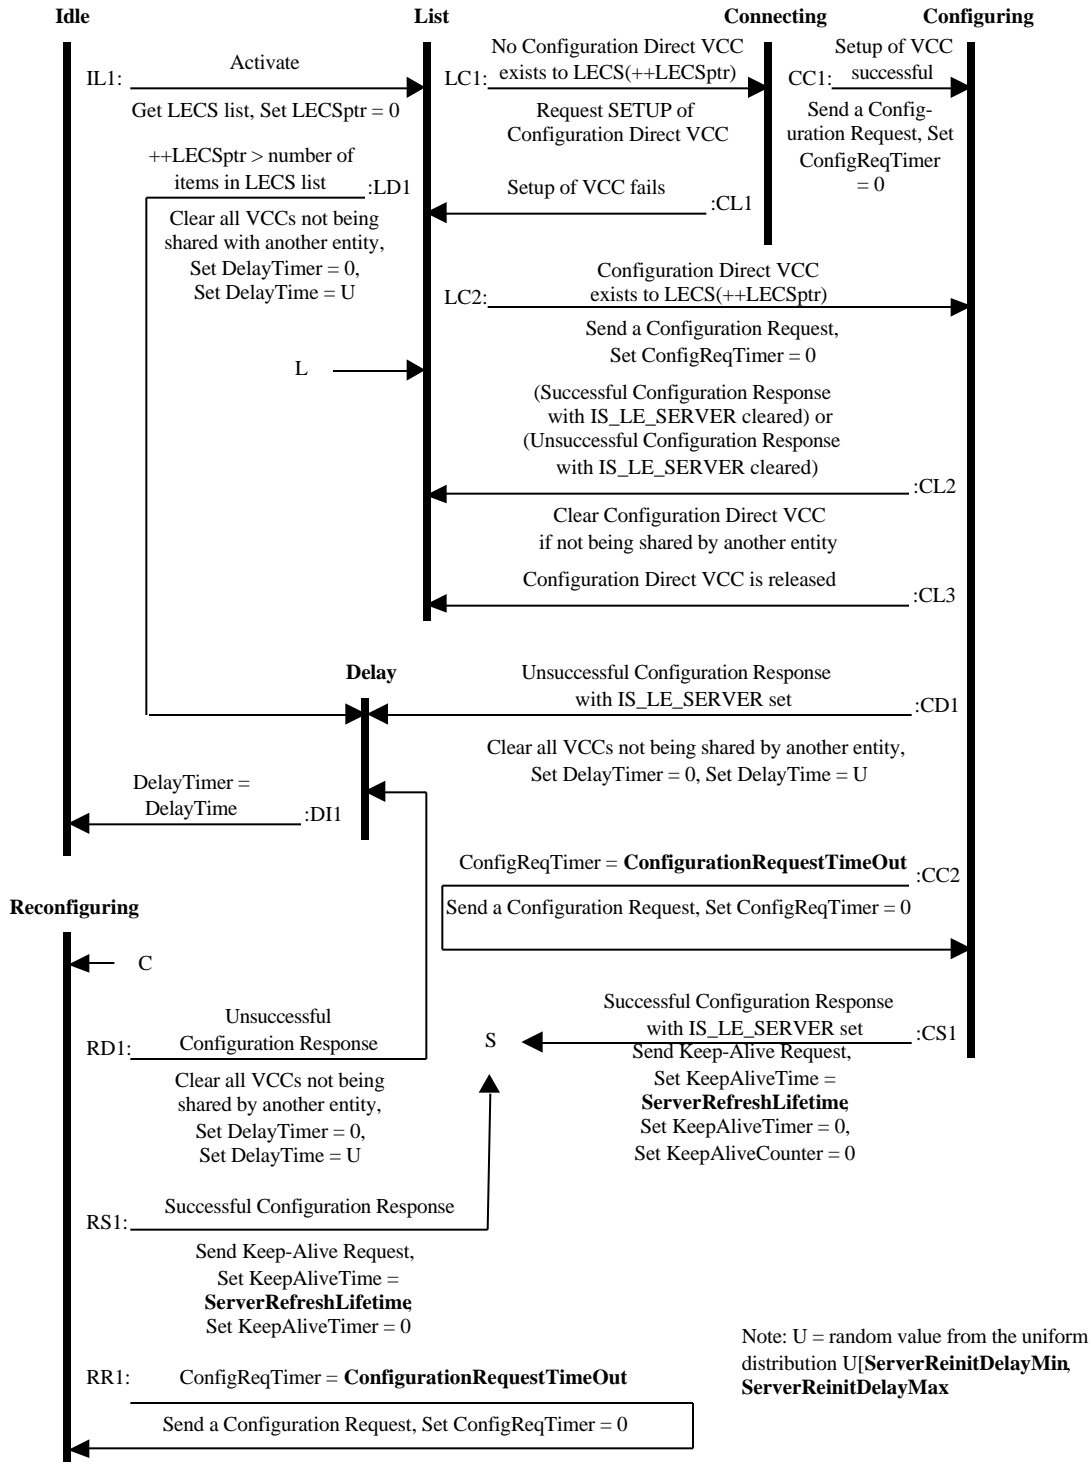 Idle
List
Connecting
Configuring
IL1:
Activate
Get LECS list, Set LECSptr = 0
LC1:
No Configuration Direct VCC
exists to LECS(++LECSptr)
Request SETUP of
Configuration Direct VCC
CC1:
Setup of VCC
successful
Send a Config-
uration Request, Set
ConfigReqTimer
= 0
++LECSptr > number of
items in LECS list
:LD1
Clear all VCCs not being
shared with another entity,
Set DelayTimer = 0,
Set DelayTime = U
Setup of VCC fails
:CL1
LC2:
Configuration Direct VCC
exists to LECS(++LECSptr)
Send a Configuration Request,
Set ConfigReqTimer = 0
L
(Successful Configuration Response
with IS_LE_SERVER cleared) or
(Unsuccessful Configuration Response
with IS_LE_SERVER cleared)
:CL2
Clear Configuration Direct VCC
if not being shared by another entity
Configuration Direct VCC is released
:CL3
Delay
Unsuccessful Configuration Response
with IS_LE_SERVER set
:CD1
Clear all VCCs not being shared by another entity,
Set DelayTimer = 0, Set DelayTime = U
DelayTimer =
DelayTime
:DI1
ConfigReqTimer = ConfigurationRequestTimeOut
:CC2
Send a Configuration Request, Set ConfigReqTimer = 0
Reconfiguring
C
RD1:
Unsuccessful
Configuration Response
Clear all VCCs not being
shared by another entity,
Set DelayTimer = 0,
Set DelayTime = U
S
Successful Configuration Response
with IS_LE_SERVER set
:CS1
Send Keep-Alive Request,
Set KeepAliveTime =
ServerRefreshLifetime,
Set KeepAliveTimer = 0,
Set KeepAliveCounter = 0
RS1:
Successful Configuration Response
Send Keep-Alive Request,
Set KeepAliveTime =
ServerRefreshLifetime,
Set KeepAliveTimer = 0
RR1:
ConfigReqTimer = ConfigurationRequestTimeOut
Send a Configuration Request, Set ConfigReqTimer = 0
Note: U = random value from the uniform
distribution U[ServerReinitDelayMin,
ServerReinitDelayMax